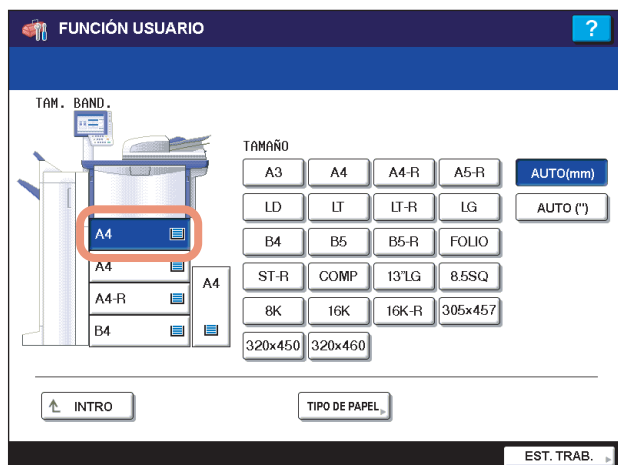 FUNCIÓN USUARIO
?
TAM. BAND.
TAMAÑO
A3 A4 A4-R A5-R AUTO(mm)
LD LT LT-R LG AUTO (")
B4 B5 B5-R FOLIO
ST-R COMP 13"LG 8.5SQ
8K 16K 16K-R 305x457
320x450 320x460
A4
A4
A4
A4-R
B4
INTRO
TIPO DE PAPEL
EST. TRAB.